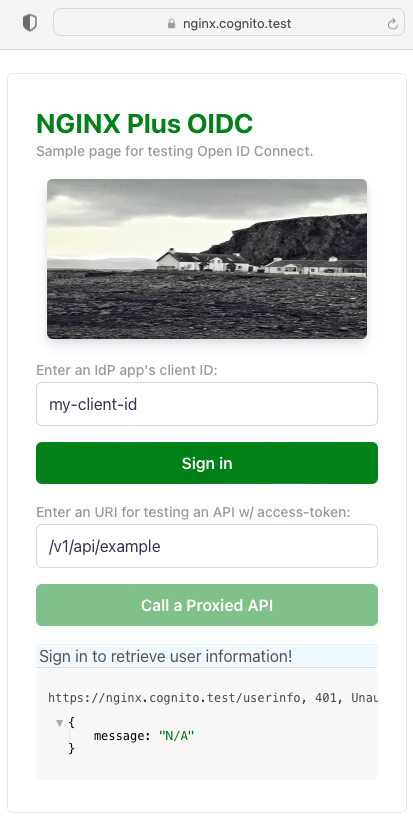 nginx.cognito.test
NGINX Plus OIDC
Sample page for testing Open ID Connect.
Enter an IdP app's client ID:
my-client-id
Sign in
Enter an URI for testing an API w/ access-token:
/v1/api/example
Call a Proxied API
Sign in to retrieve user information!
https://nginx.cognito.test/userinfo, 401, Unau
{
message: "N/A"
}